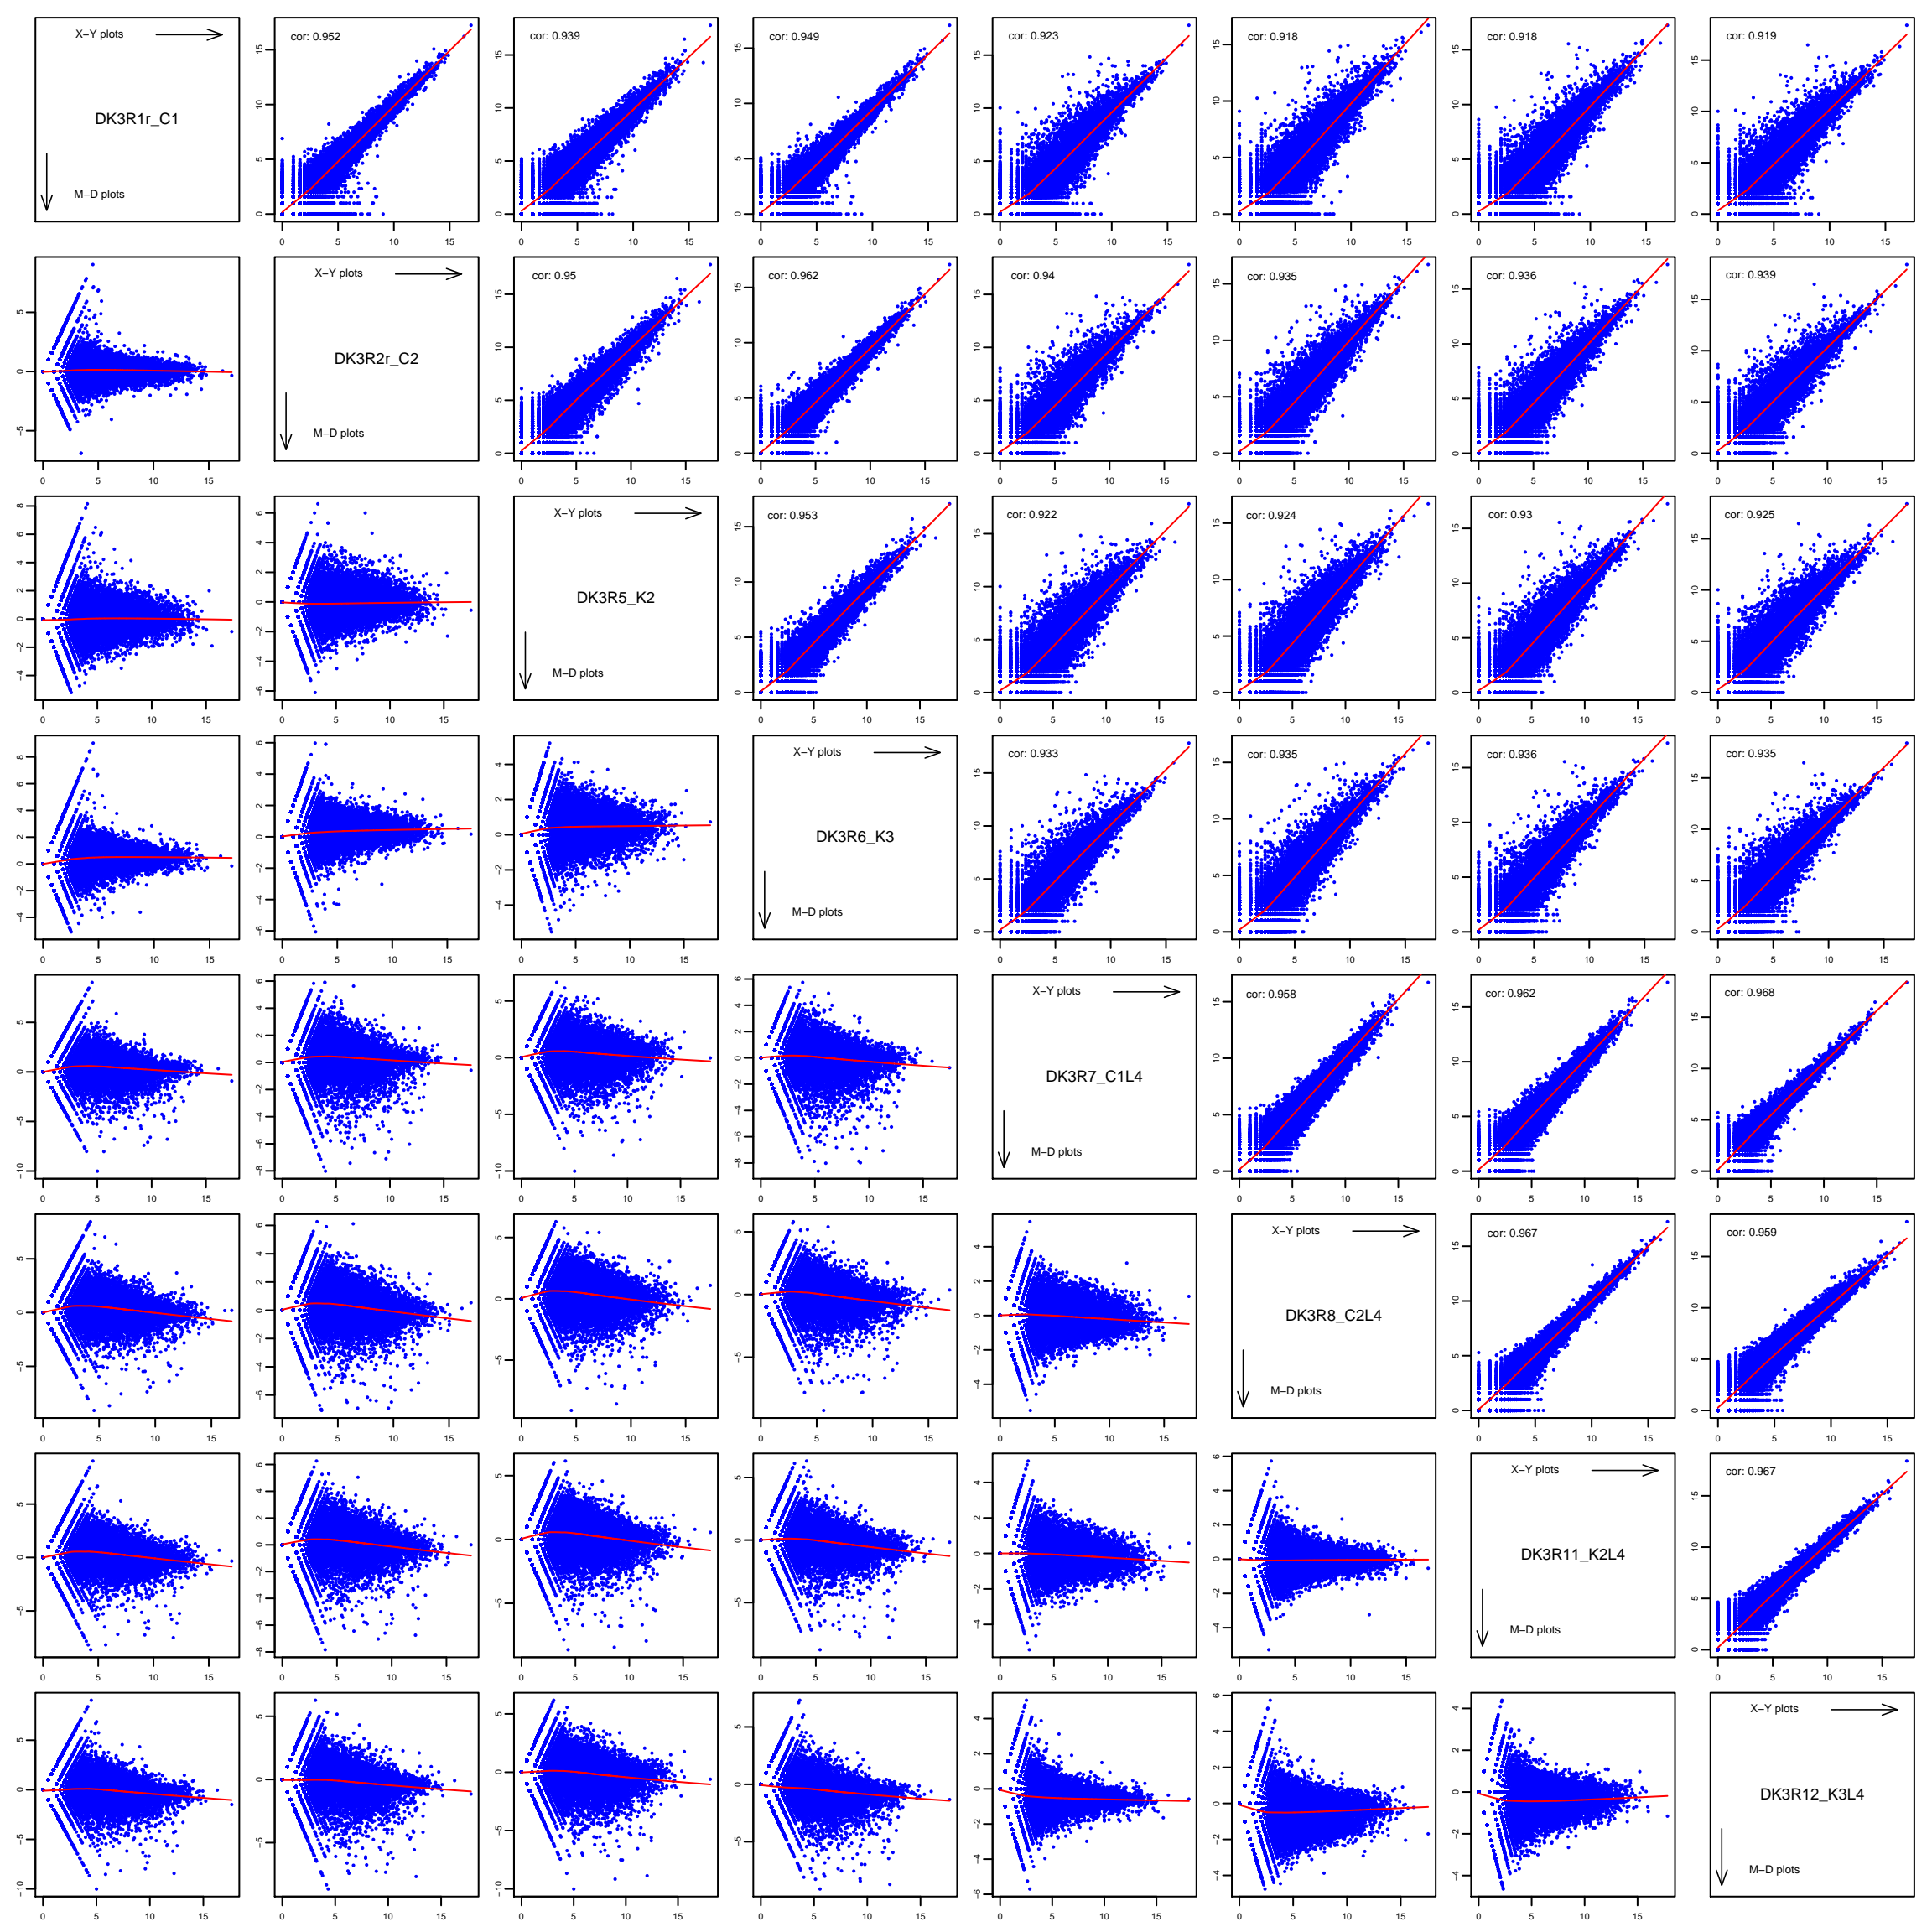 X−Y plots
DK3R1r_C1
M−D plots
cor: 0.952
cor: 0.939
cor: 0.949
cor: 0.923
cor: 0.918
cor: 0.918
cor: 0.919
X−Y plots
DK3R2r_C2
M−D plots
cor: 0.95
cor: 0.962
cor: 0.94
cor: 0.935
cor: 0.936
cor: 0.939
X−Y plots
DK3R5_K2
M−D plots
cor: 0.953
cor: 0.922
cor: 0.924
cor: 0.93
cor: 0.925
X−Y plots
DK3R6_K3
M−D plots
cor: 0.933
cor: 0.935
cor: 0.936
cor: 0.935
X−Y plots
DK3R7_C1L4
M−D plots
cor: 0.958
cor: 0.962
cor: 0.968
X−Y plots
DK3R8_C2L4
M−D plots
cor: 0.967
cor: 0.959
X−Y plots
DK3R11_K2L4
M−D plots
cor: 0.967
X−Y plots
DK3R12_K3L4
M−D plots